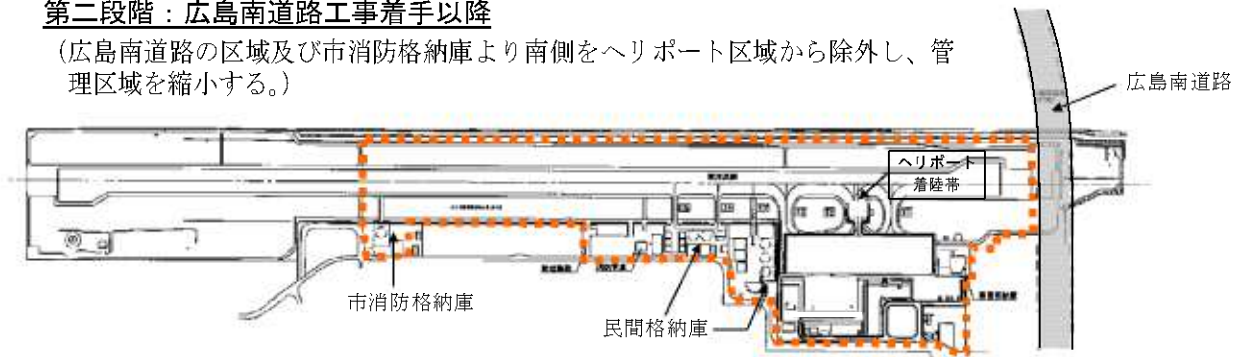 第二段階：広島南道路工事着手以降
（広島南道路の区域及び市消防格納庫より南側をヘリポート区域から除外し、管
理区域を縮小する。）
広島南道路
ヘリポート
着陸帯
市消防格納庫
民間格納庫